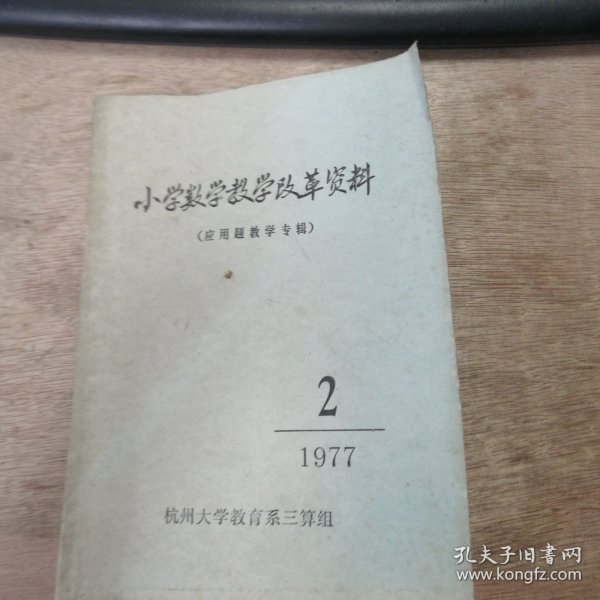 小学数学教学改革资料
（应用题教学专辑）
2
1977
杭州大学教育系三算组
孔夫子旧书网
www.kongfz.com